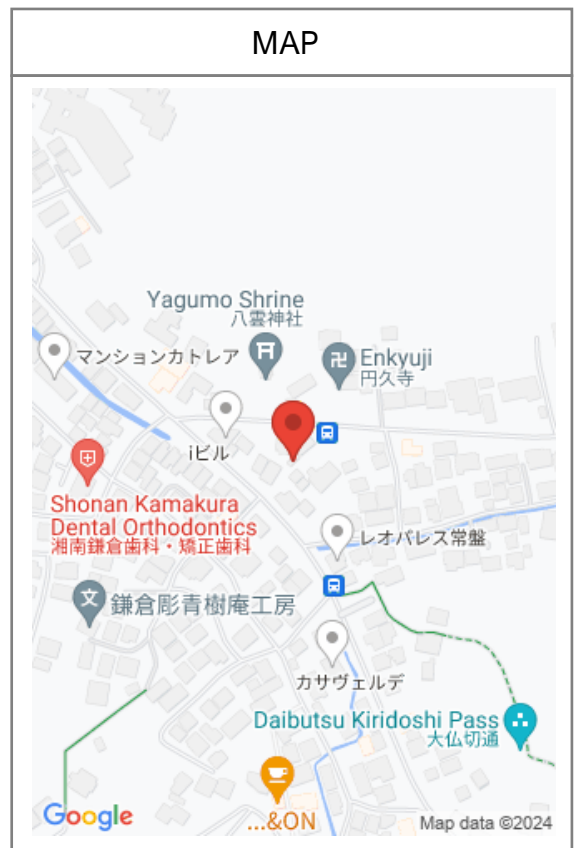 MAP
Yagumo Shrine
八雲神社
マンションカトレア
Enkyuji
円久寺
iビル
Shonan Kamakura
Dental Orthodontics
湘南鎌倉歯科・矯正歯科
レオパレス常盤
文
鎌倉彫青樹庵工房
カサヴェルデ
Daibutsu Kiridoshi Pass
大仏切通
...&ON
Google
Map data ©2024